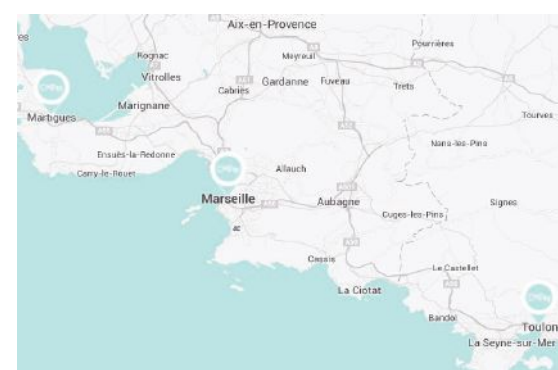 Aix-en-Provence
Rognac
Meyreuil
Pourrières
Vitrolles
Cabriès
Gardanne
Fuveau
Trets
Marignane
Martigues
Tourves
Nans-les-Pins
Ensuès-la-Redonne
Carry-le-Rouet
Allauch
Marseille
Aubagne
Signes
Cuges-les-Pins
Cassis
Le Castellet
La Ciotat
Bandol
Toulon
La Seyne-sur-Mer